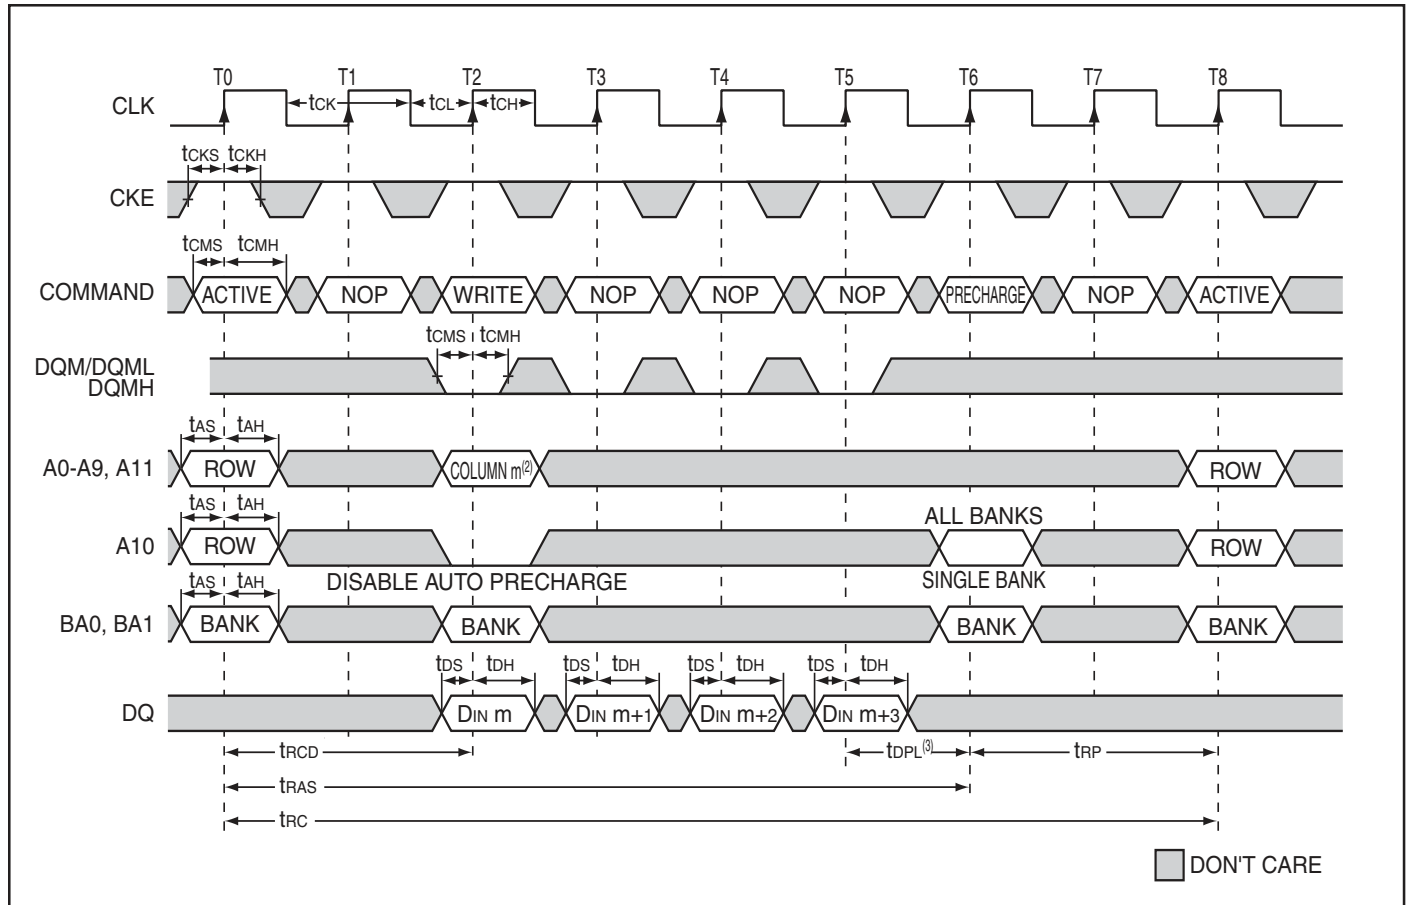 T0 T1 T2 T3 T4 T5 T6 T7 T8
CLK tCK tCL tCH
tCKS tCKH
CKE
tCMS tCMH
COMMAND ACTIVE NOP WRITE NOP NOP NOP PRECHARGE NOP ACTIVE
tCMS tCMH
DQM/DQML
DQMH
tAS tAH
A0-A9, A11 ROW COLUMN m(2) ROW
tAS tAH
ALL BANKS
A10 ROW ROW
DISABLE AUTO PRECHARGE SINGLE BANK
tAS tAH
BA0, BA1 BANK BANK BANK BANK
tDS tDH tDS tDH tDS tDH tDS tDH
DQ DIN m DIN m+1 DIN m+2 DIN m+3
tRCD tDPL(3) tRP
tRAS
tRC
DON'T CARE